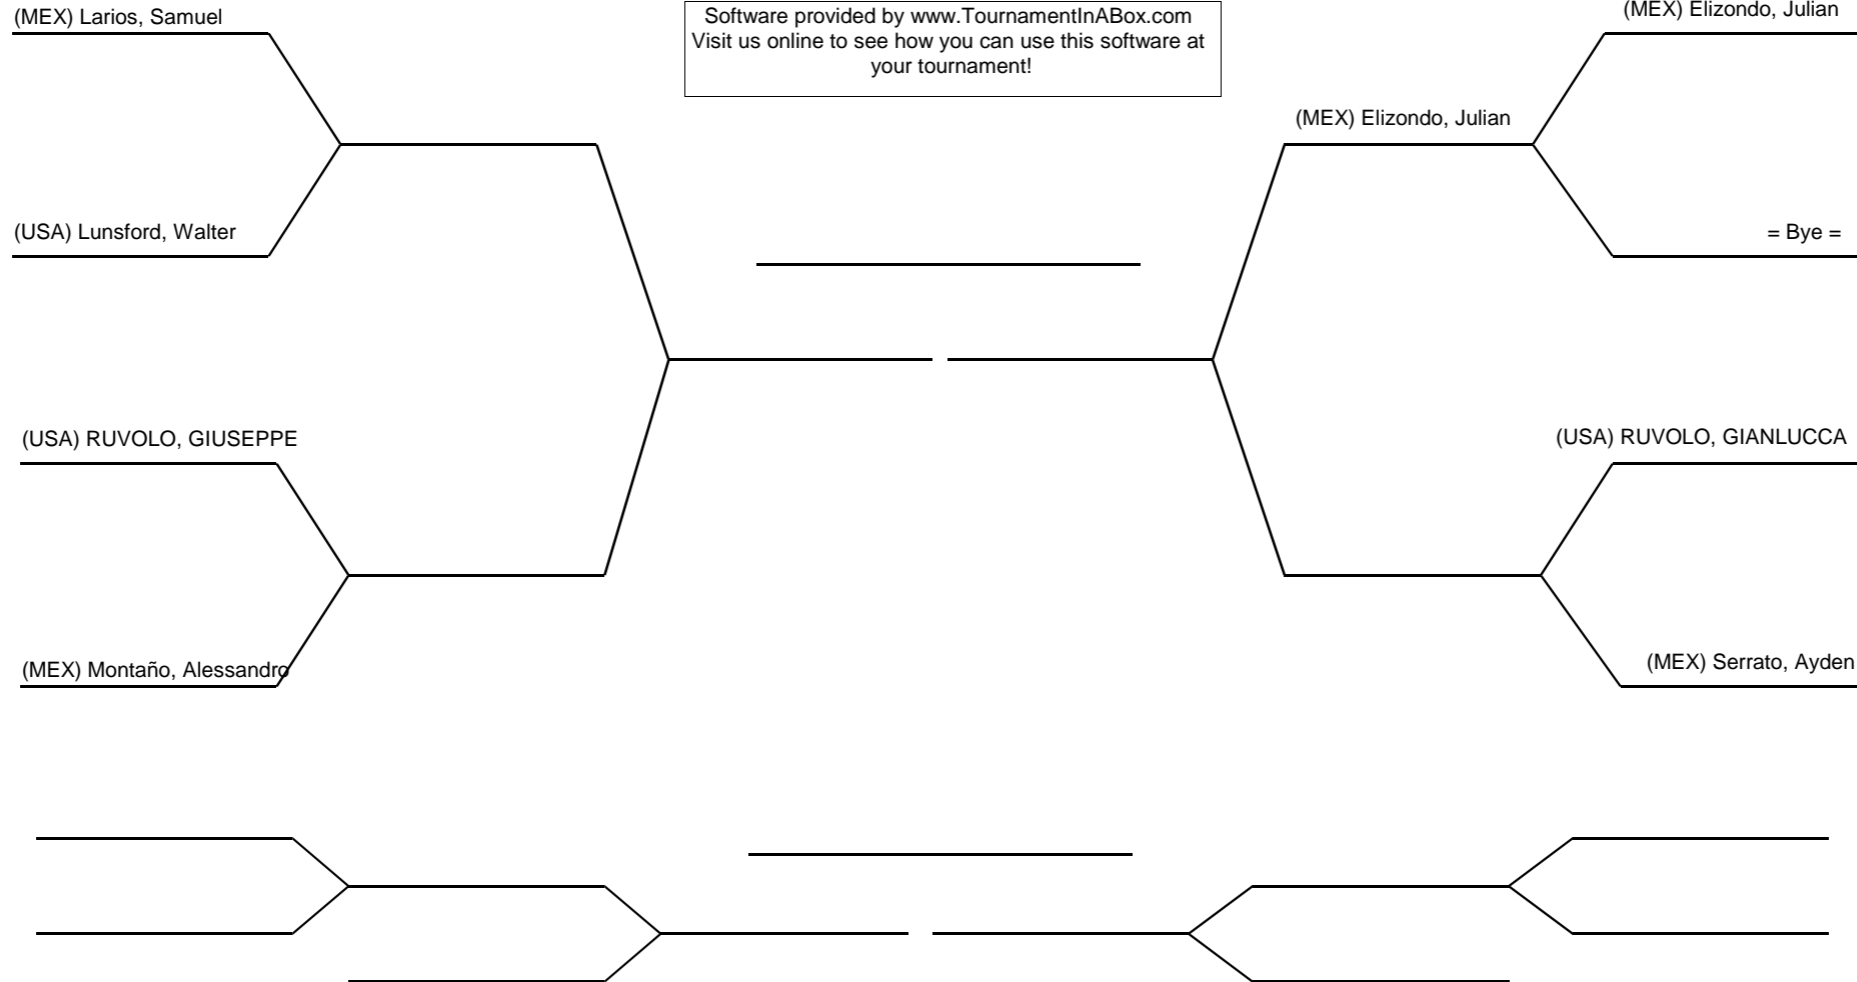 (MEX) Larios, Samuel
Software provided by www.TournamentInABox.com
Visit us online to see how you can use this software at
your tournament!
(MEX) Elizondo, Julian
(MEX) Elizondo, Julian
(USA) Lunsford, Walter
= Bye =
(USA) RUVOLO, GIUSEPPE
(USA) RUVOLO, GIANLUCCA
(MEX) Montaño, Alessandro
(MEX) Serrato, Ayden